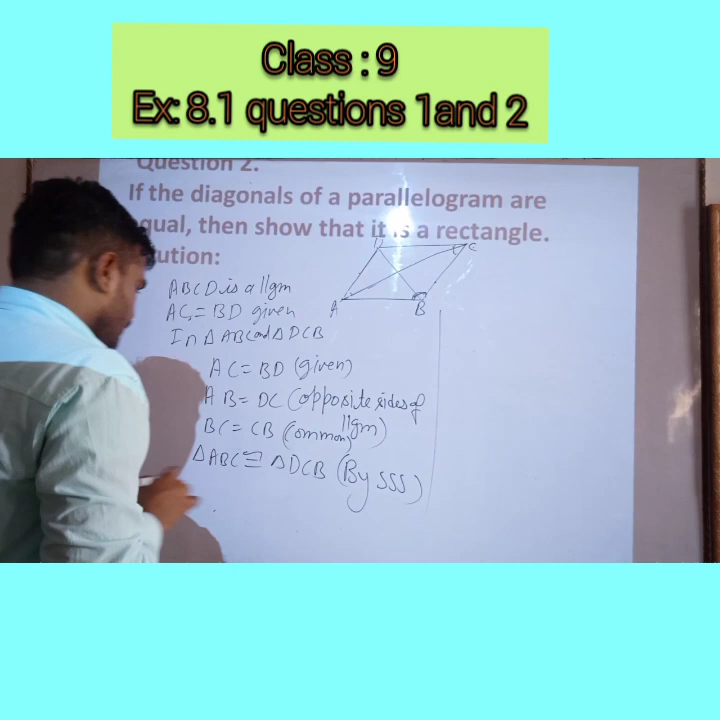 Class : 9
Ex: 8.1 questions 1and 2
Question 2.
If the diagonals of a parallelogram are
qual, then show that it is a rectangle.
ution:
D C
A B
ABCD is a llgm
AC = BD given
In Δ ABC and Δ DCB
AC = BD (given)
AB = DC (opposite sides of
llgm)
BC = CB (common)
ΔABC ≅ ΔDCB (By SSS)